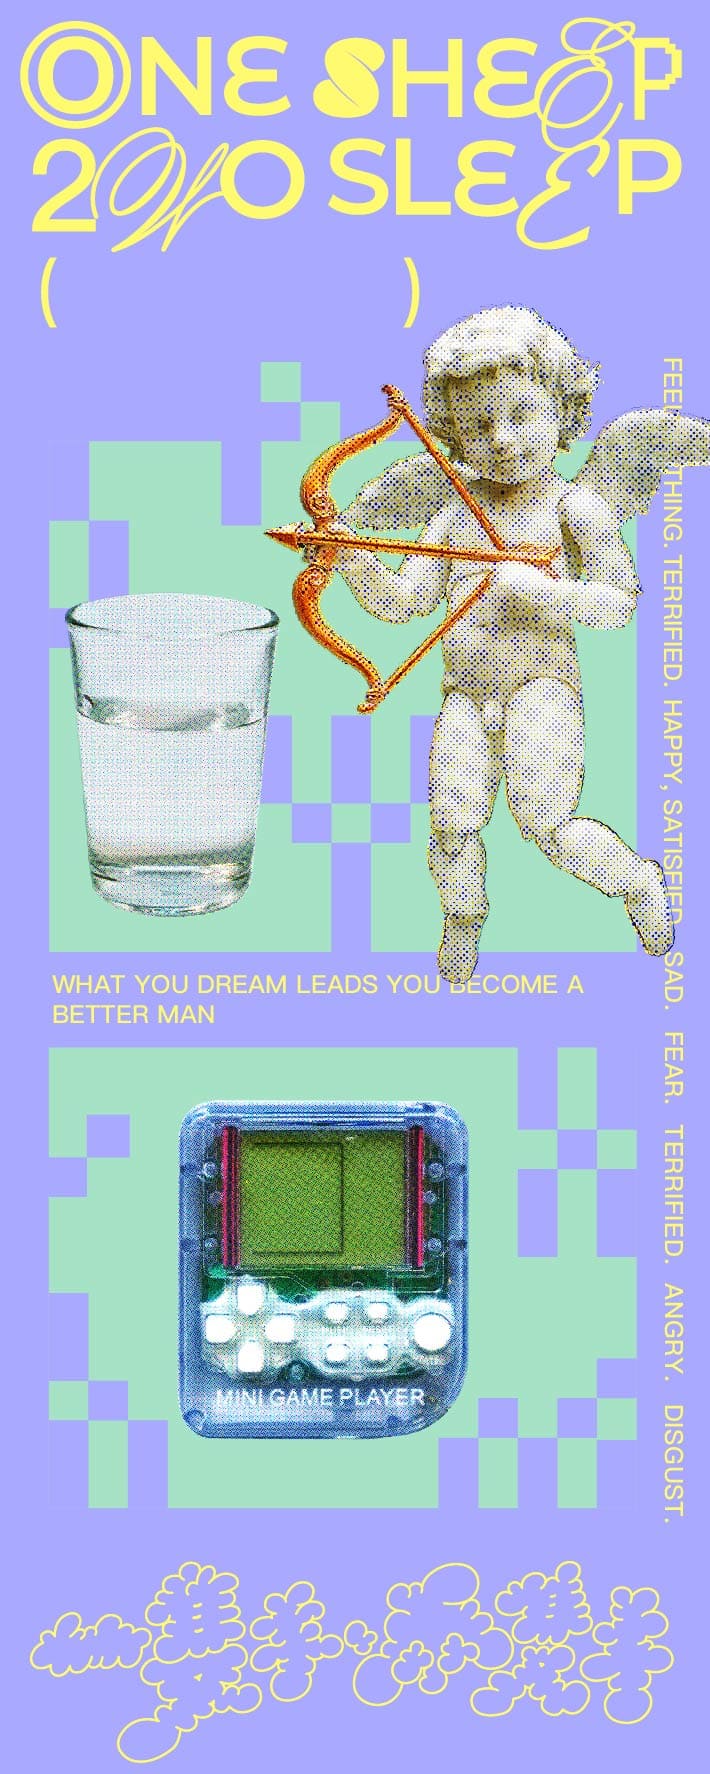 ONE SHEEP
2WO SLEEP
(          )
THING. TERRIFIED. HAPPY, SATISFIED. SAD. FEAR. TERRIFIED. ANGRY. DISGUST.
WHAT YOU DREAM LEADS YOU BECOME A
BETTER MAN
MINI GAME PLAYER